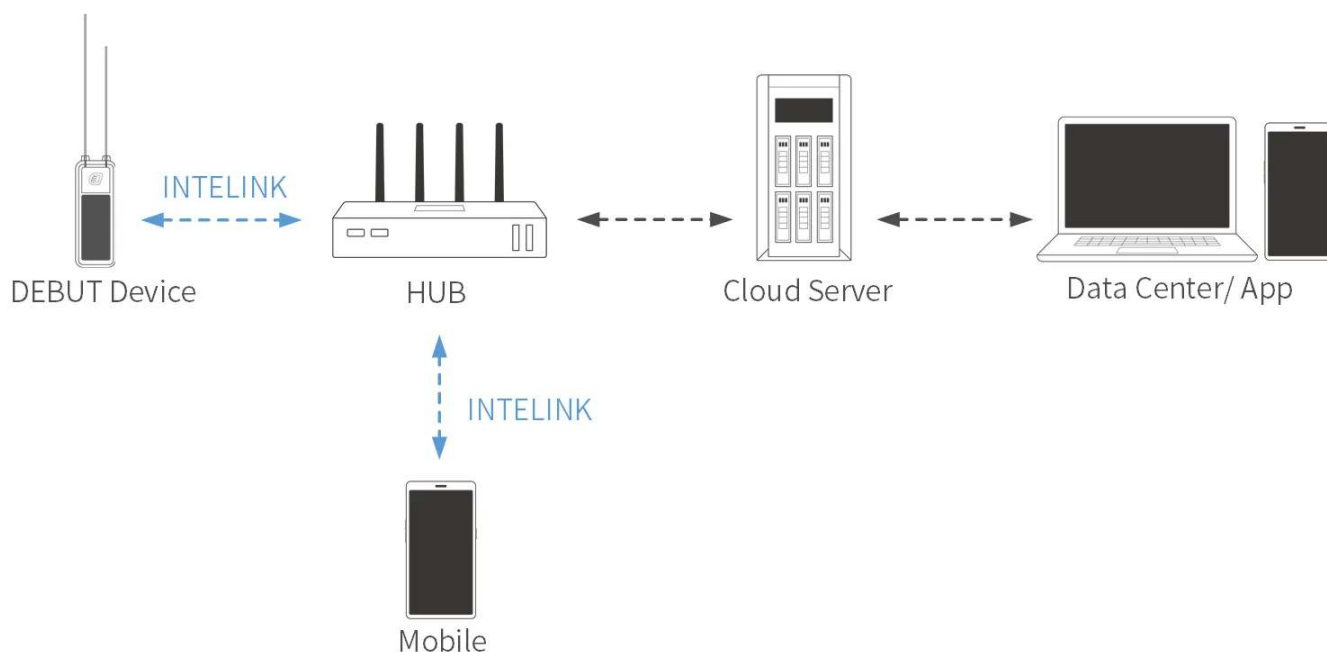 INTELINK
DEBUT Device
HUB
Cloud Server
Data Center/ App
INTELINK
Mobile